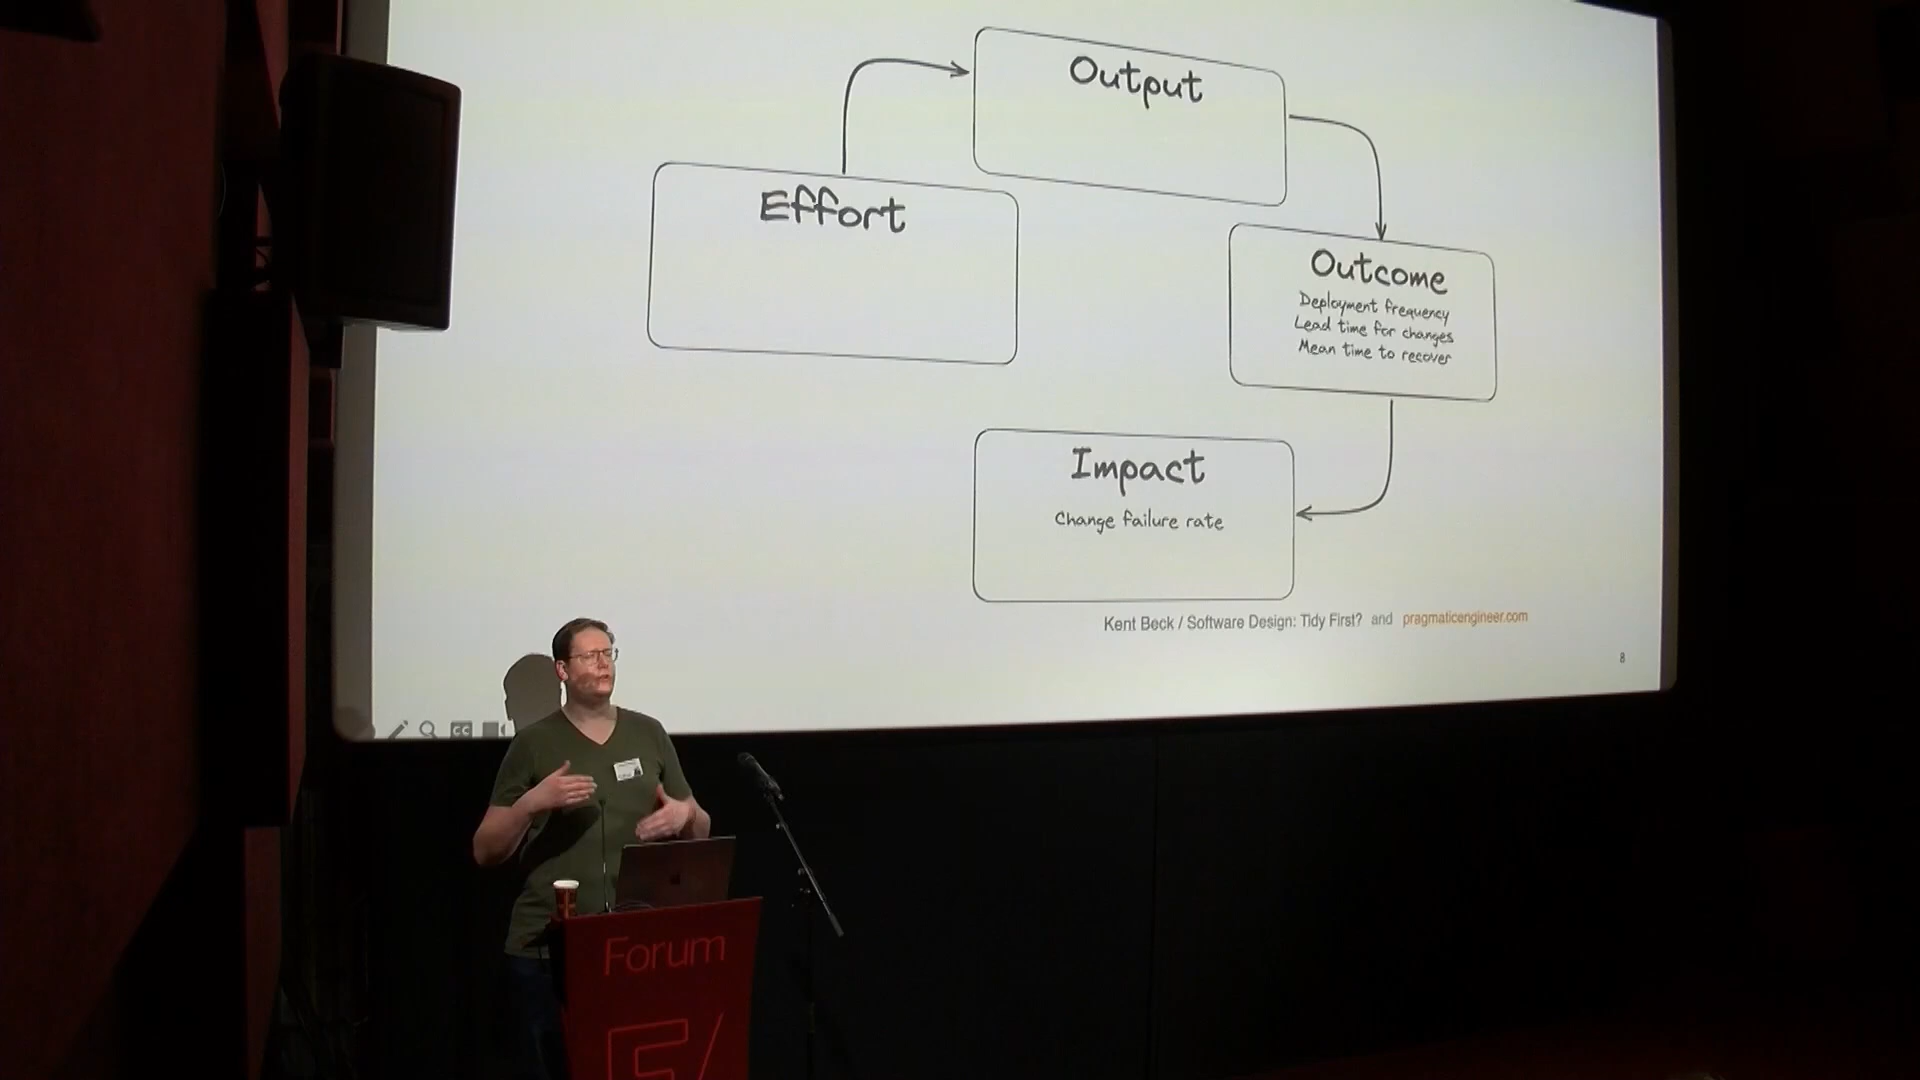 Output
Effort
Outcome
Deployment frequency
Lead time for changes
Mean time to recover
Impact
Change failure rate
Kent Beck / Software Design: Tidy First? and pragmaticengineer.com
8
CC
Forum